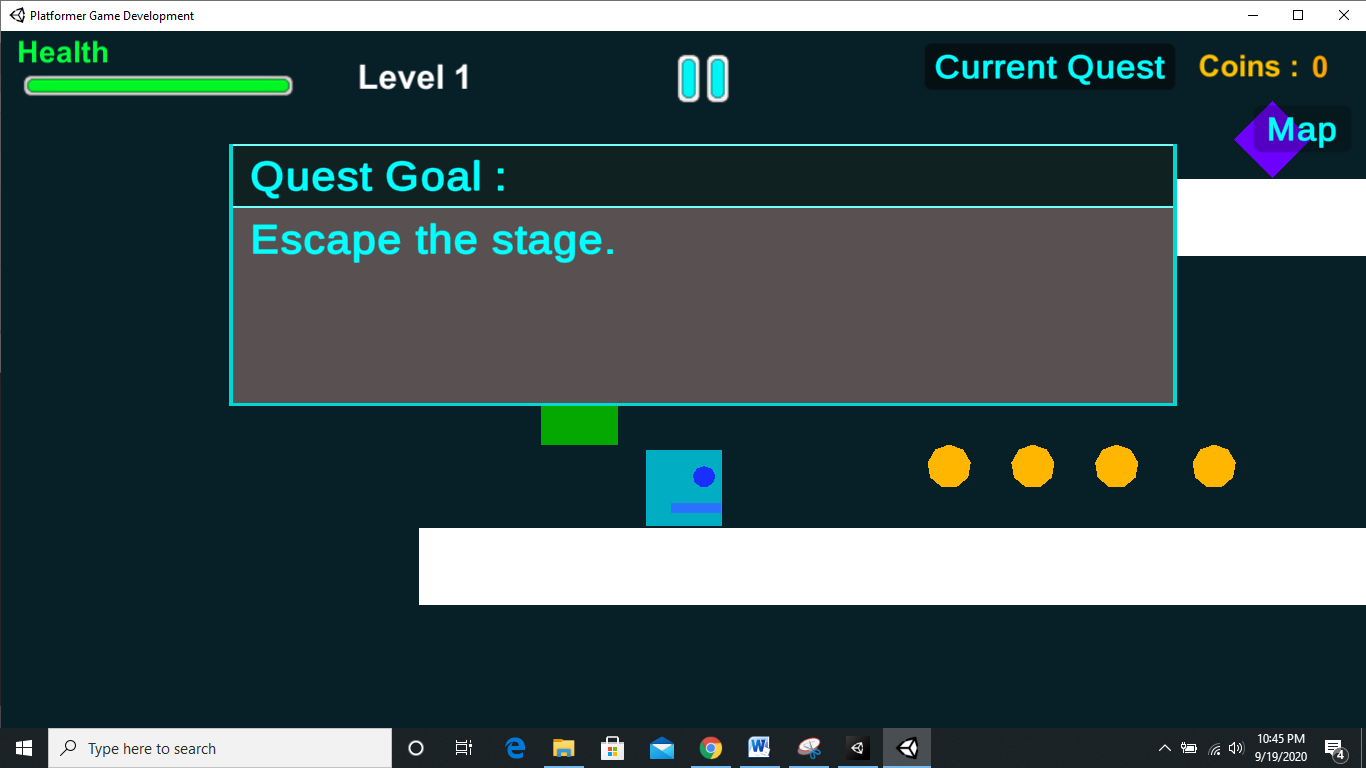 Platformer Game Development
Health
Level 1
Current Quest
Coins : 0
Map
Quest Goal :
Escape the stage.
Type here to search
10:45 PM
9/19/2020
4